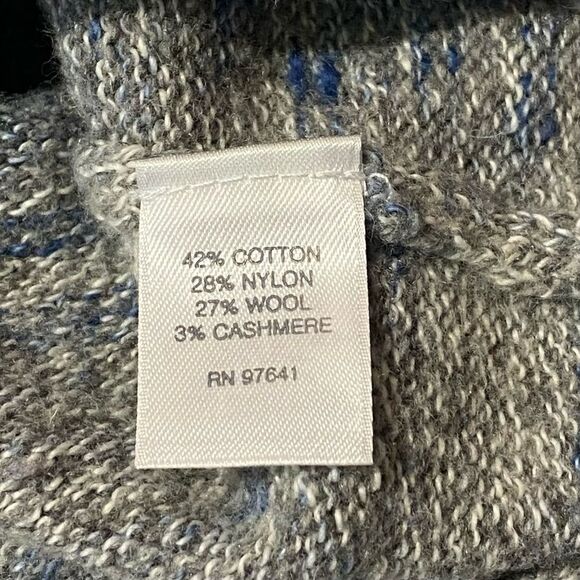 42% COTTON
28% NYLON
27% WOOL
3% CASHMERE
RN 97641